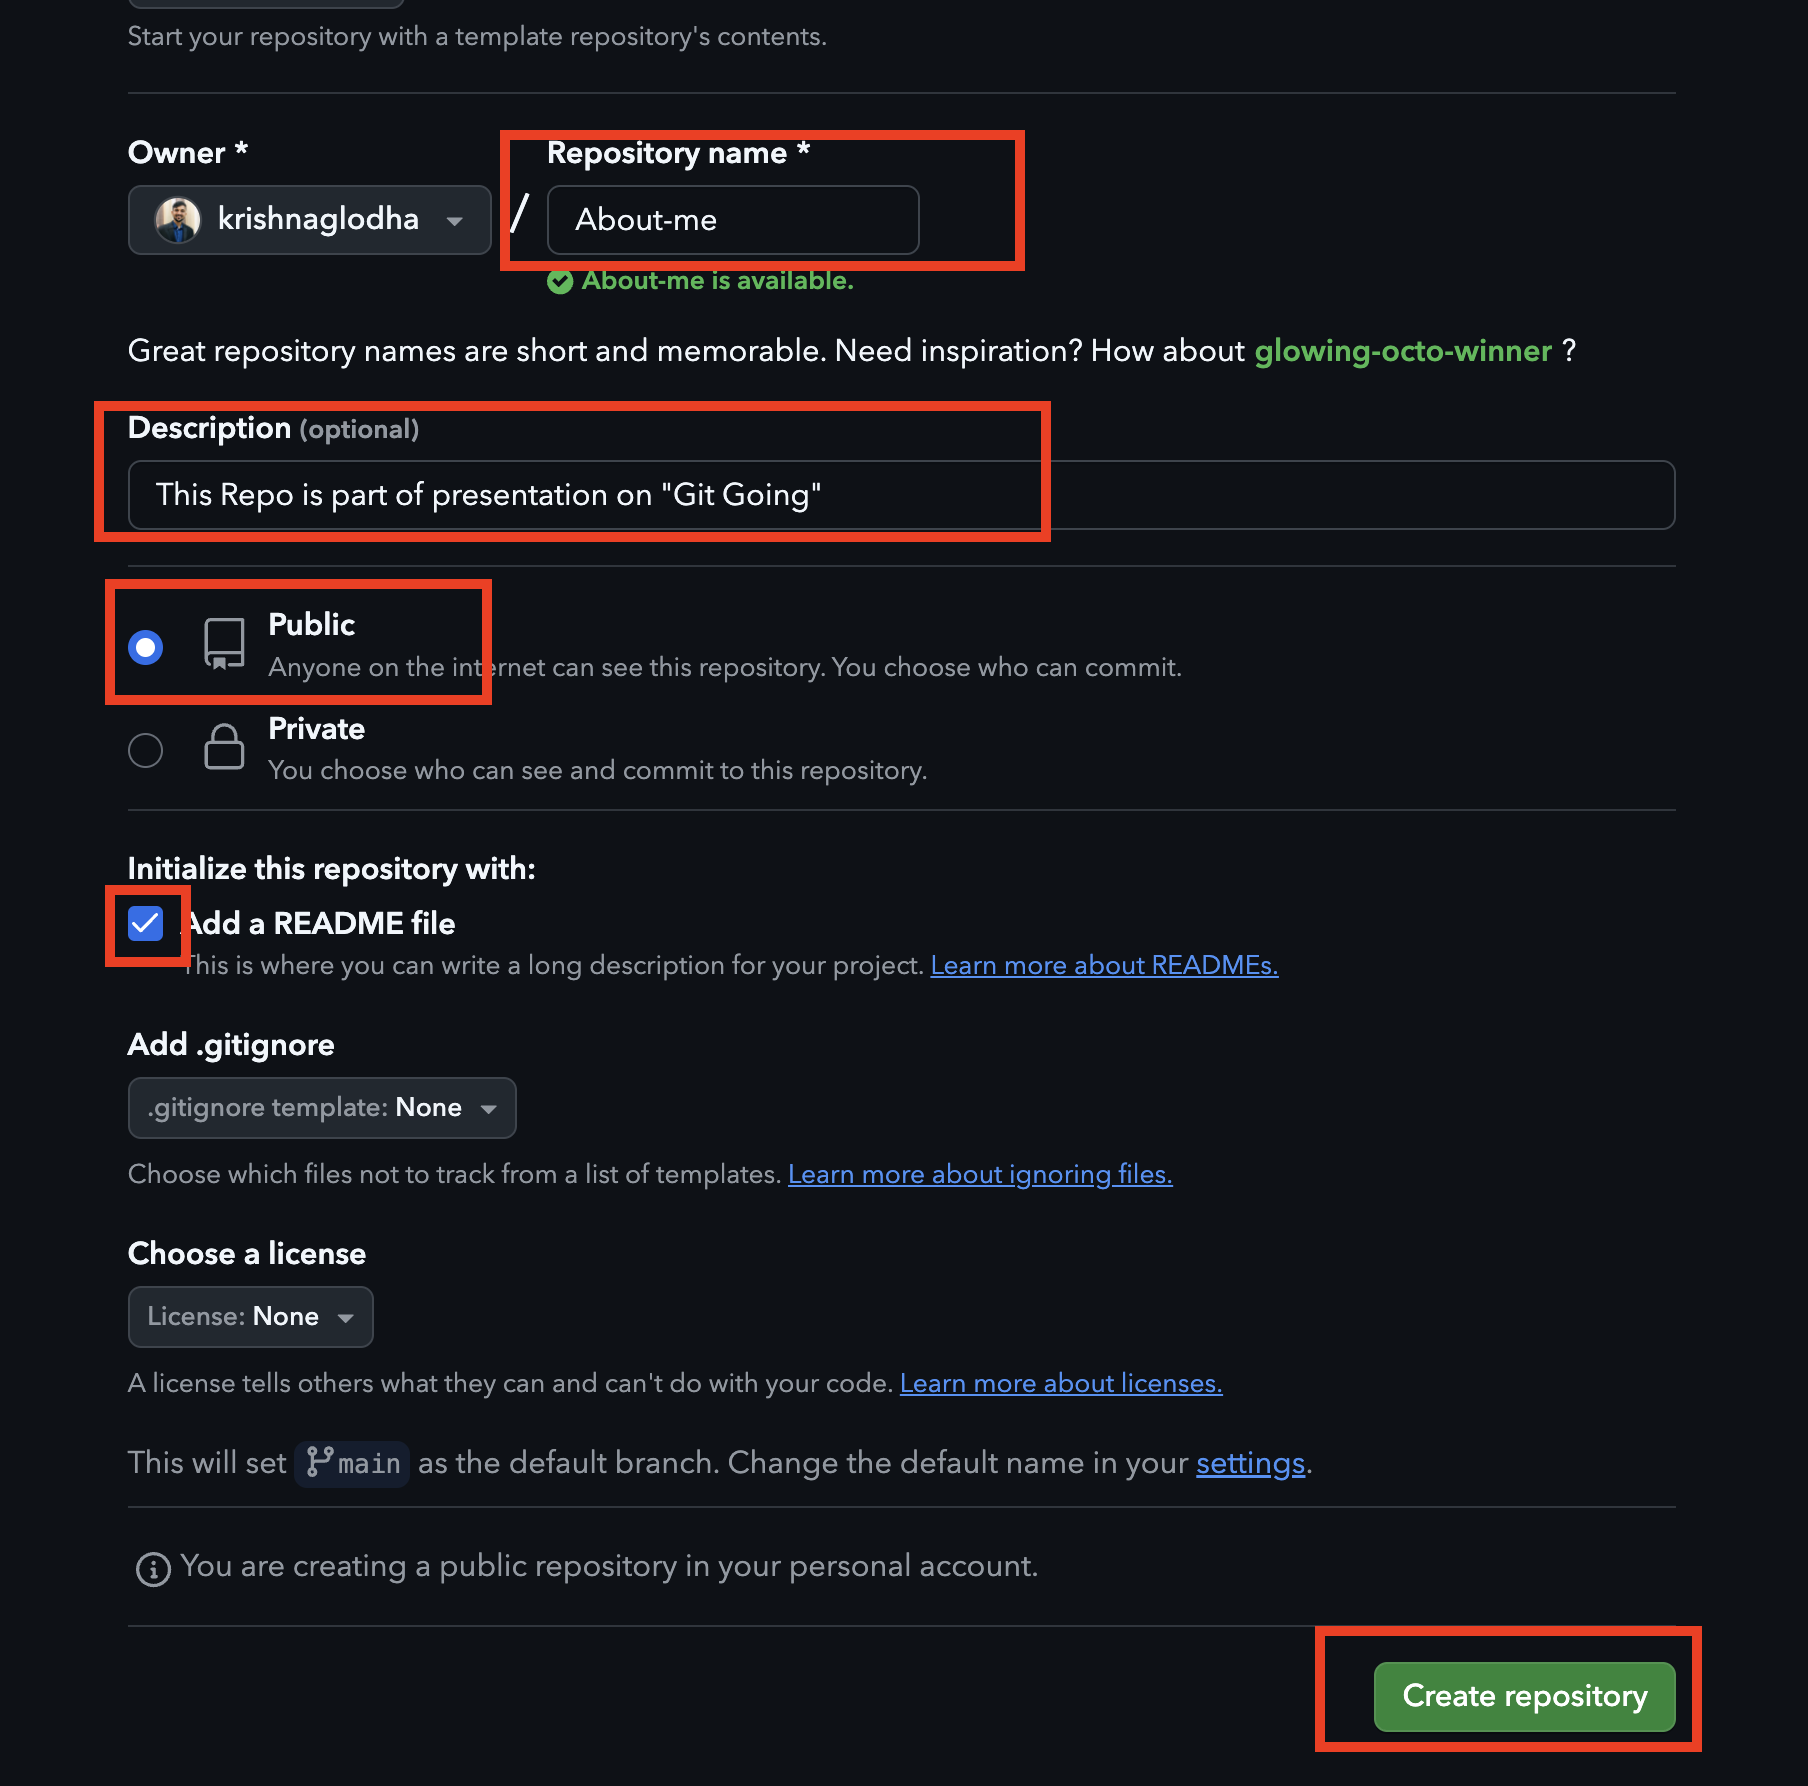 Start your repository with a template repository's contents.
Owner *
Repository name *
krishnaglodha
/
About-me
About-me is available.
Great repository names are short and memorable. Need inspiration? How about glowing-octo-winner ?
Description (optional)
This Repo is part of presentation on "Git Going"
Public
Anyone on the internet can see this repository. You choose who can commit.
Private
You choose who can see and commit to this repository.
Initialize this repository with:
Add a README file
This is where you can write a long description for your project. Learn more about READMEs.
Add .gitignore
.gitignore template: None
Choose which files not to track from a list of templates. Learn more about ignoring files.
Choose a license
License: None
A license tells others what they can and can't do with your code. Learn more about licenses.
This will set main as the default branch. Change the default name in your settings.
You are creating a public repository in your personal account.
Create repository